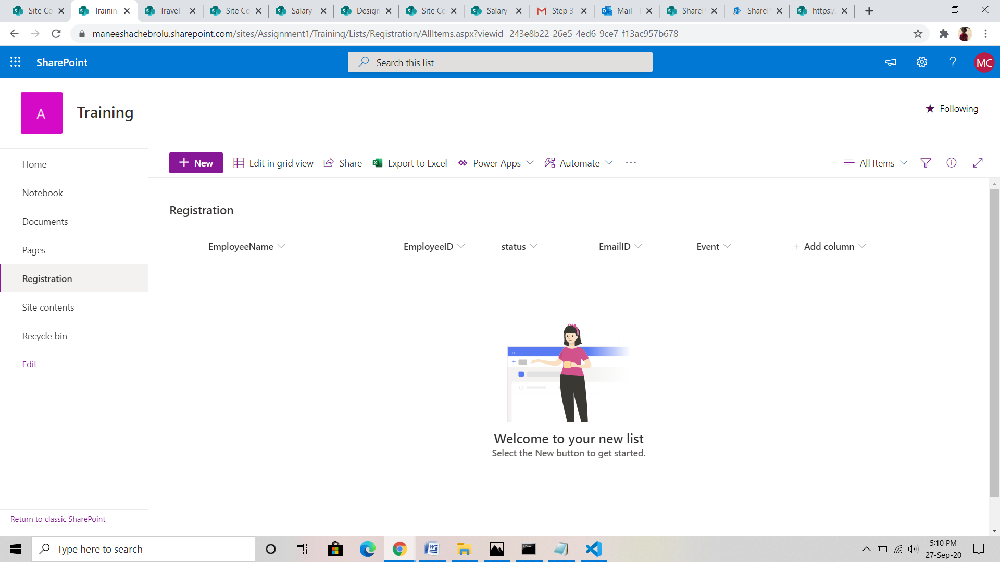 Site Co
Training
Travel -
Site Co
Salary
Design
Site Co
Salary
Step 3
Mail -
ShareP
ShareP
https:/
maneeshachebrolu.sharepoint.com/sites/Assignment1/Training/Lists/Registration/AllItems.aspx?viewid=243e8b22-26e5-4ed6-9ce7-f13ac957b678
SharePoint
Search this list
MC
A
Training
Following
Home
Notebook
Documents
Pages
Registration
Site contents
Recycle bin
Edit
Return to classic SharePoint
+ New
Edit in grid view
Share
Export to Excel
Power Apps
Automate
...
All Items
Registration
EmployeeName
EmployeeID
status
EmailID
Event
+ Add column
Welcome to your new list
Select the New button to get started.
Type here to search
5:10 PM
27-Sep-20